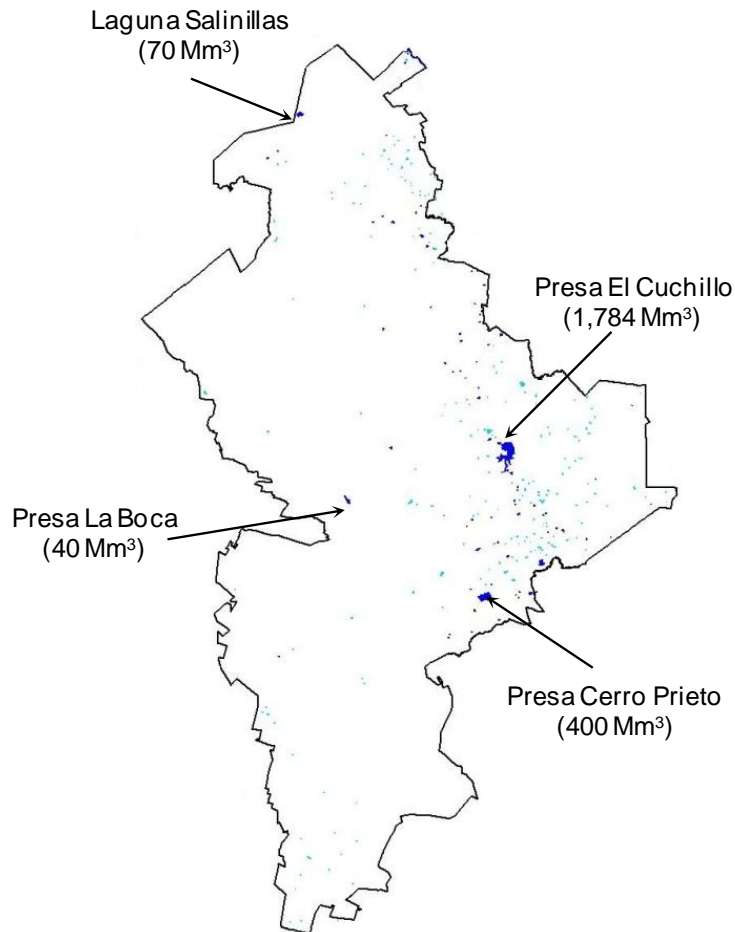 Laguna Salinillas
(70 Mm³)
Presa El Cuchillo
(1,784 Mm³)
Presa La Boca
(40 Mm³)
Presa Cerro Prieto
(400 Mm³)